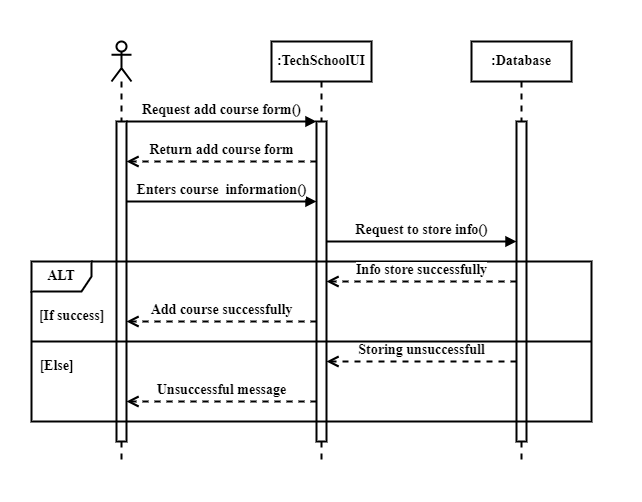 :TechSchoolUI
:Database
Request add course form()
Return add course form
Enters course information()
Request to store info()
ALT
Info store successfully
[If success]
Add course successfully
Storing unsuccessfull
[Else]
Unsuccessful message